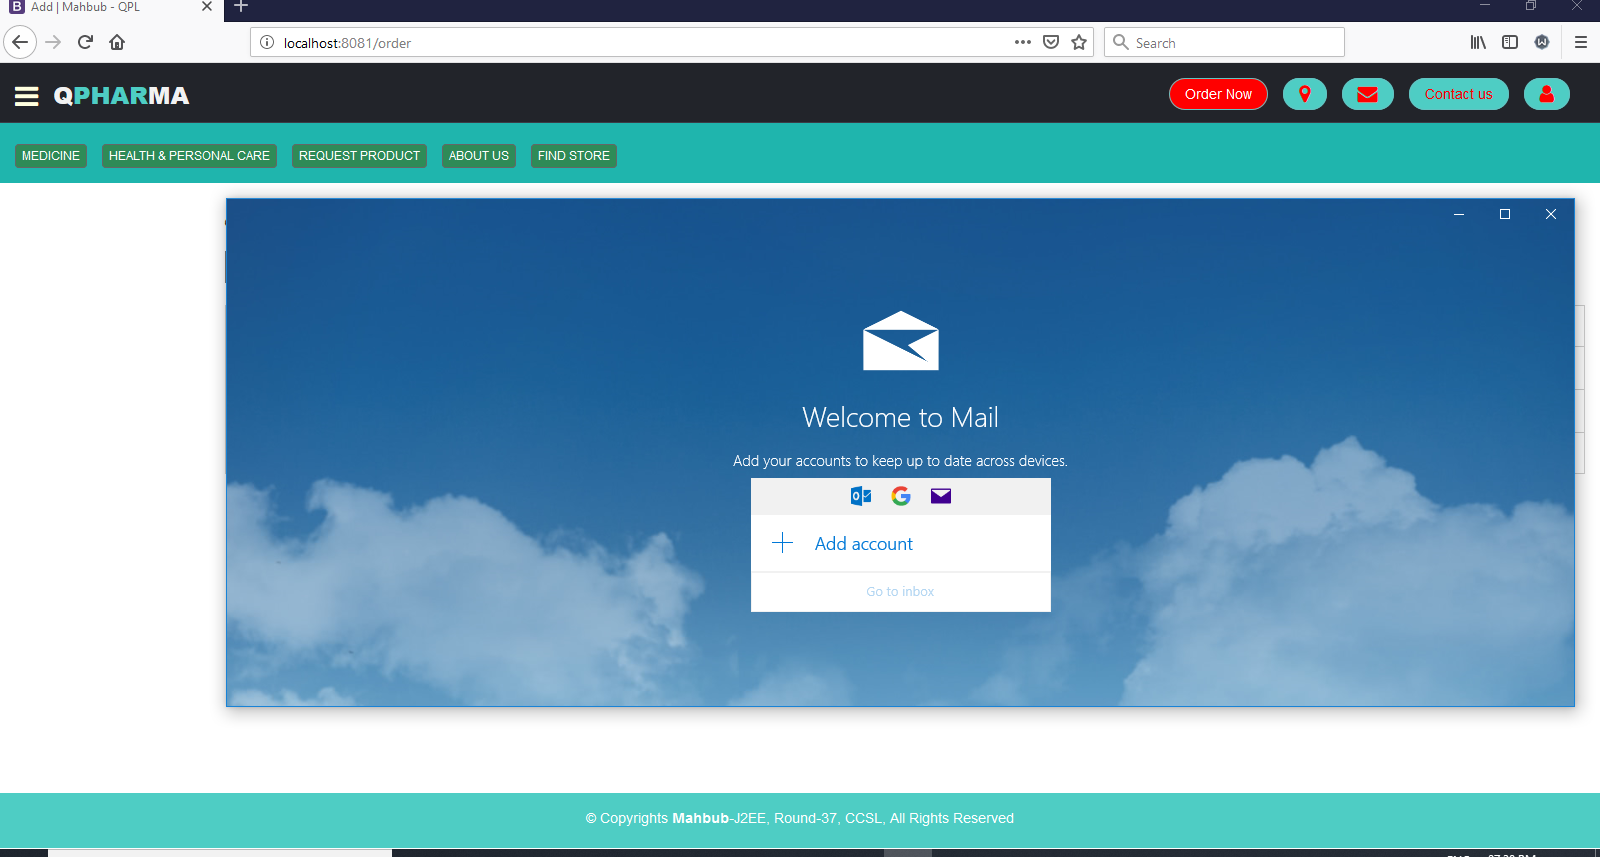 Add | Mahbub - QPL
localhost:8081/order
Search
QPHARMA
Order Now
Contact us
MEDICINE
HEALTH & PERSONAL CARE
REQUEST PRODUCT
ABOUT US
FIND STORE
Welcome to Mail
Add your accounts to keep up to date across devices.
Add account
Go to inbox
© Copyrights Mahbub-J2EE, Round-37, CCSL, All Rights Reserved